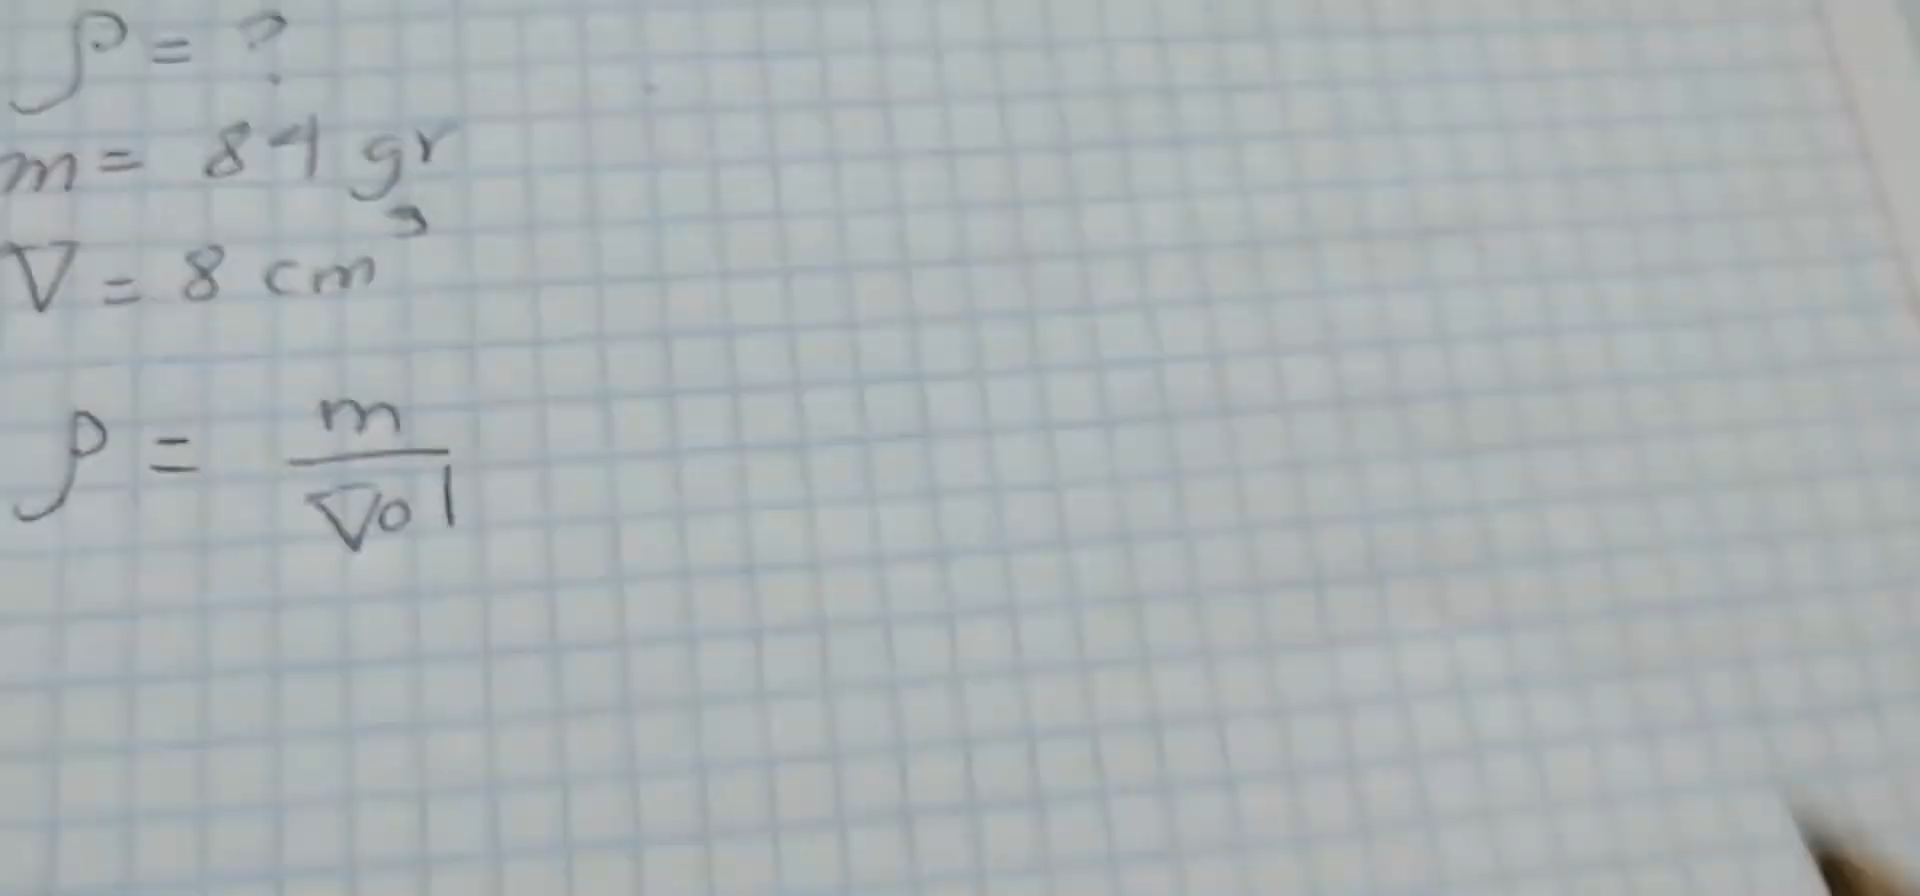 ρ = ?
m = 84 gr
V = 8 cm³
ρ = m / Vol